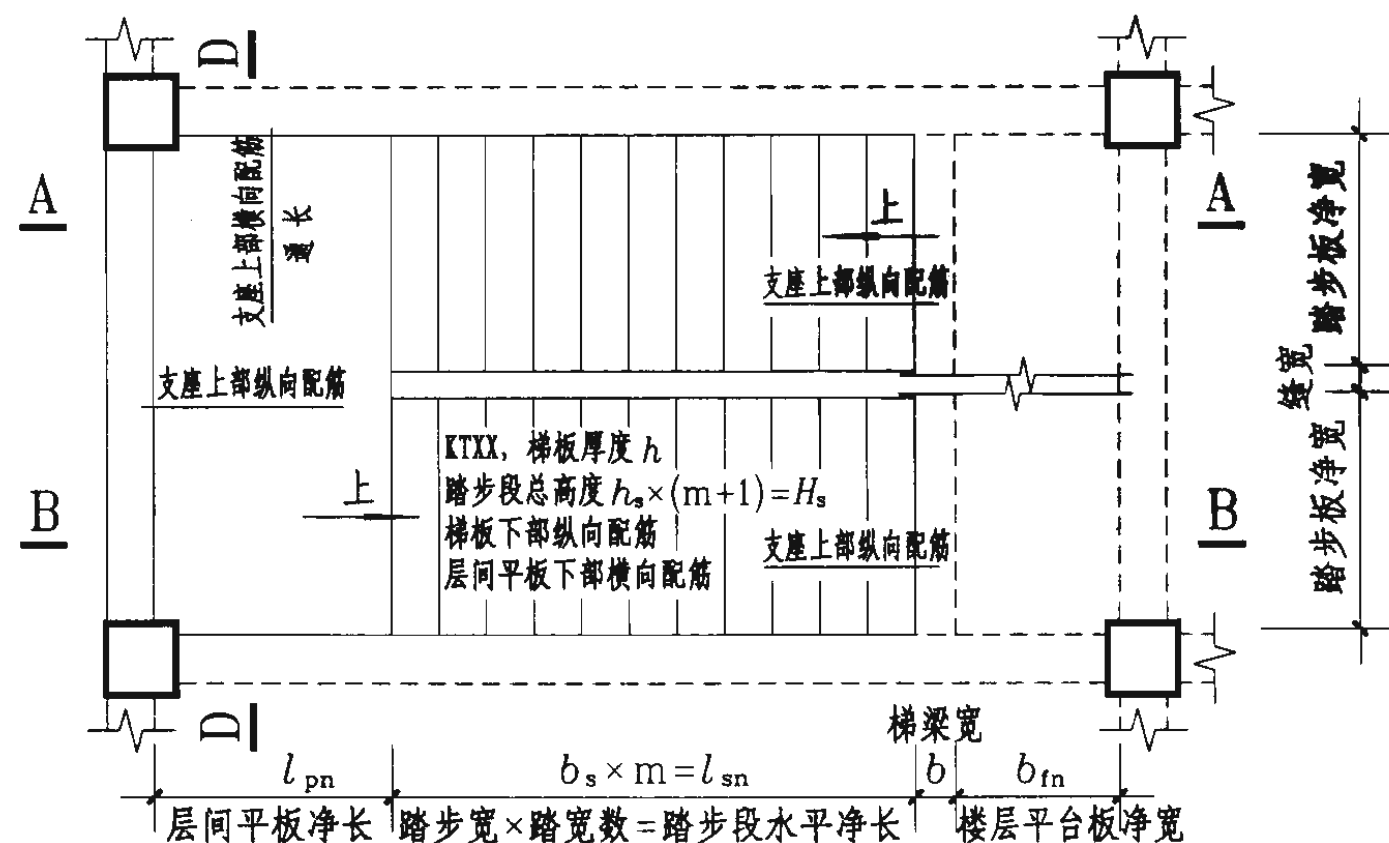 D
A
支座上部横向配筋
通长
上
支座上部纵向配筋
A
踏步板净宽
缝宽
踏步板净宽
支座上部纵向配筋
B
上
KTXX, 梯板厚度 h
踏步段总高度 hs×(m+1)=Hs
梯板下部纵向配筋
层间平板下部横向配筋
支座上部纵向配筋
B
D
梯梁宽
lpn
bs×m=lsn
b
bfn
层间平板净长
踏步宽×踏宽数=踏步段水平净长
楼层平台板净宽